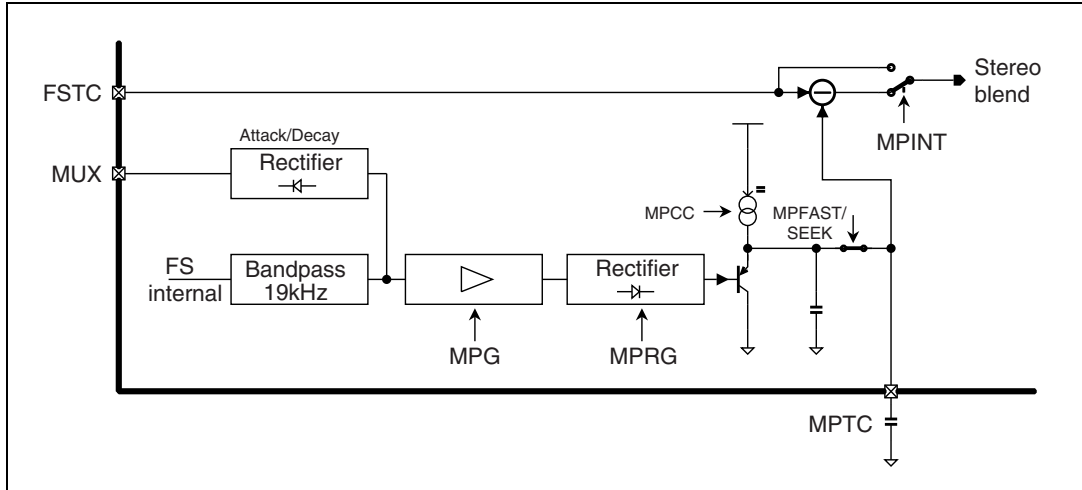 FSTC
Stereo
blend
MPINT
Attack/Decay
Rectifier
MUX
MPCC
MPFAST/
SEEK
FS
internal
Bandpass
19kHz
Rectifier
MPG
MPRG
MPTC